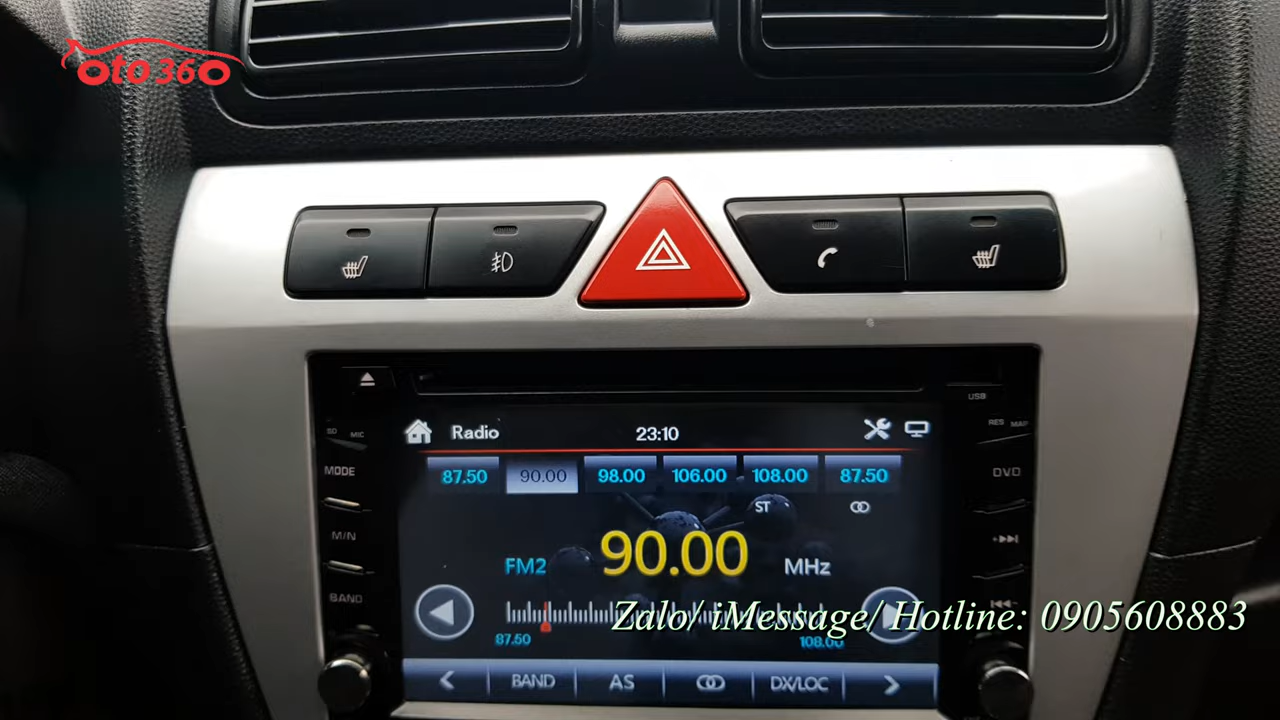 oto360
USB
SD MIC
RES MAP
Radio 23:10
MODE
DVD
87.50 90.00 98.00 106.00 108.00 87.50
ST
M/N
FM2 90.00 MHz
BAND
Zalo/ iMessage/ Hotline: 0905608883
87.50 108.00
BAND AS DX/LOC